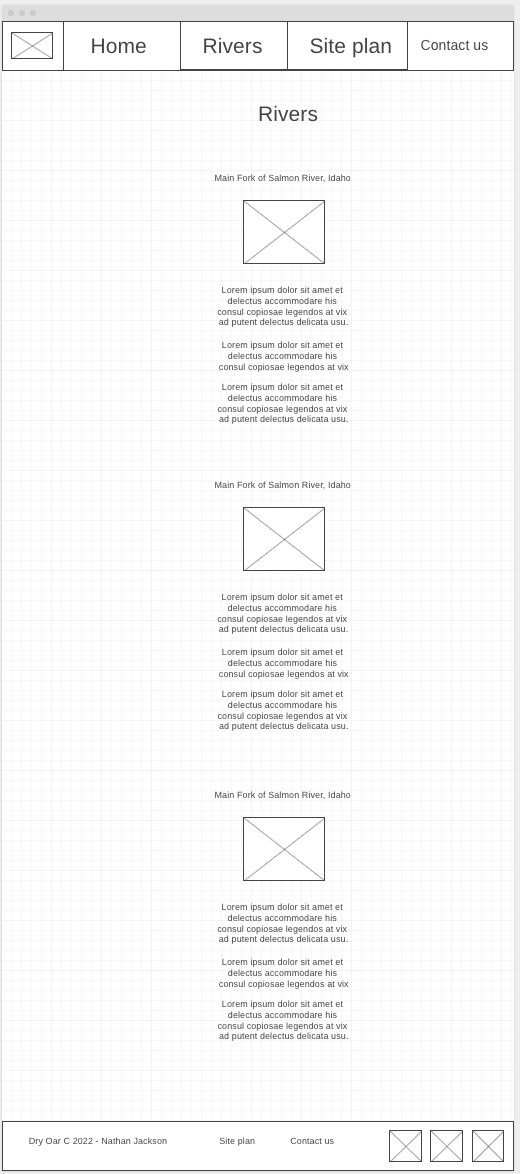 Home Rivers Site plan Contact us
Rivers
Main Fork of Salmon River, Idaho
Lorem ipsum dolor sit amet et
delectus accommodare his
consul copiosae legendos at vix
ad putent delectus delicata usu.
Lorem ipsum dolor sit amet et
delectus accommodare his
consul copiosae legendos at vix
Lorem ipsum dolor sit amet et
delectus accommodare his
consul copiosae legendos at vix
ad putent delectus delicata usu.
Main Fork of Salmon River, Idaho
Lorem ipsum dolor sit amet et
delectus accommodare his
consul copiosae legendos at vix
ad putent delectus delicata usu.
Lorem ipsum dolor sit amet et
delectus accommodare his
consul copiosae legendos at vix
Lorem ipsum dolor sit amet et
delectus accommodare his
consul copiosae legendos at vix
ad putent delectus delicata usu.
Main Fork of Salmon River, Idaho
Lorem ipsum dolor sit amet et
delectus accommodare his
consul copiosae legendos at vix
ad putent delectus delicata usu.
Lorem ipsum dolor sit amet et
delectus accommodare his
consul copiosae legendos at vix
Lorem ipsum dolor sit amet et
delectus accommodare his
consul copiosae legendos at vix
ad putent delectus delicata usu.
Dry Oar C 2022 - Nathan Jackson Site plan Contact us